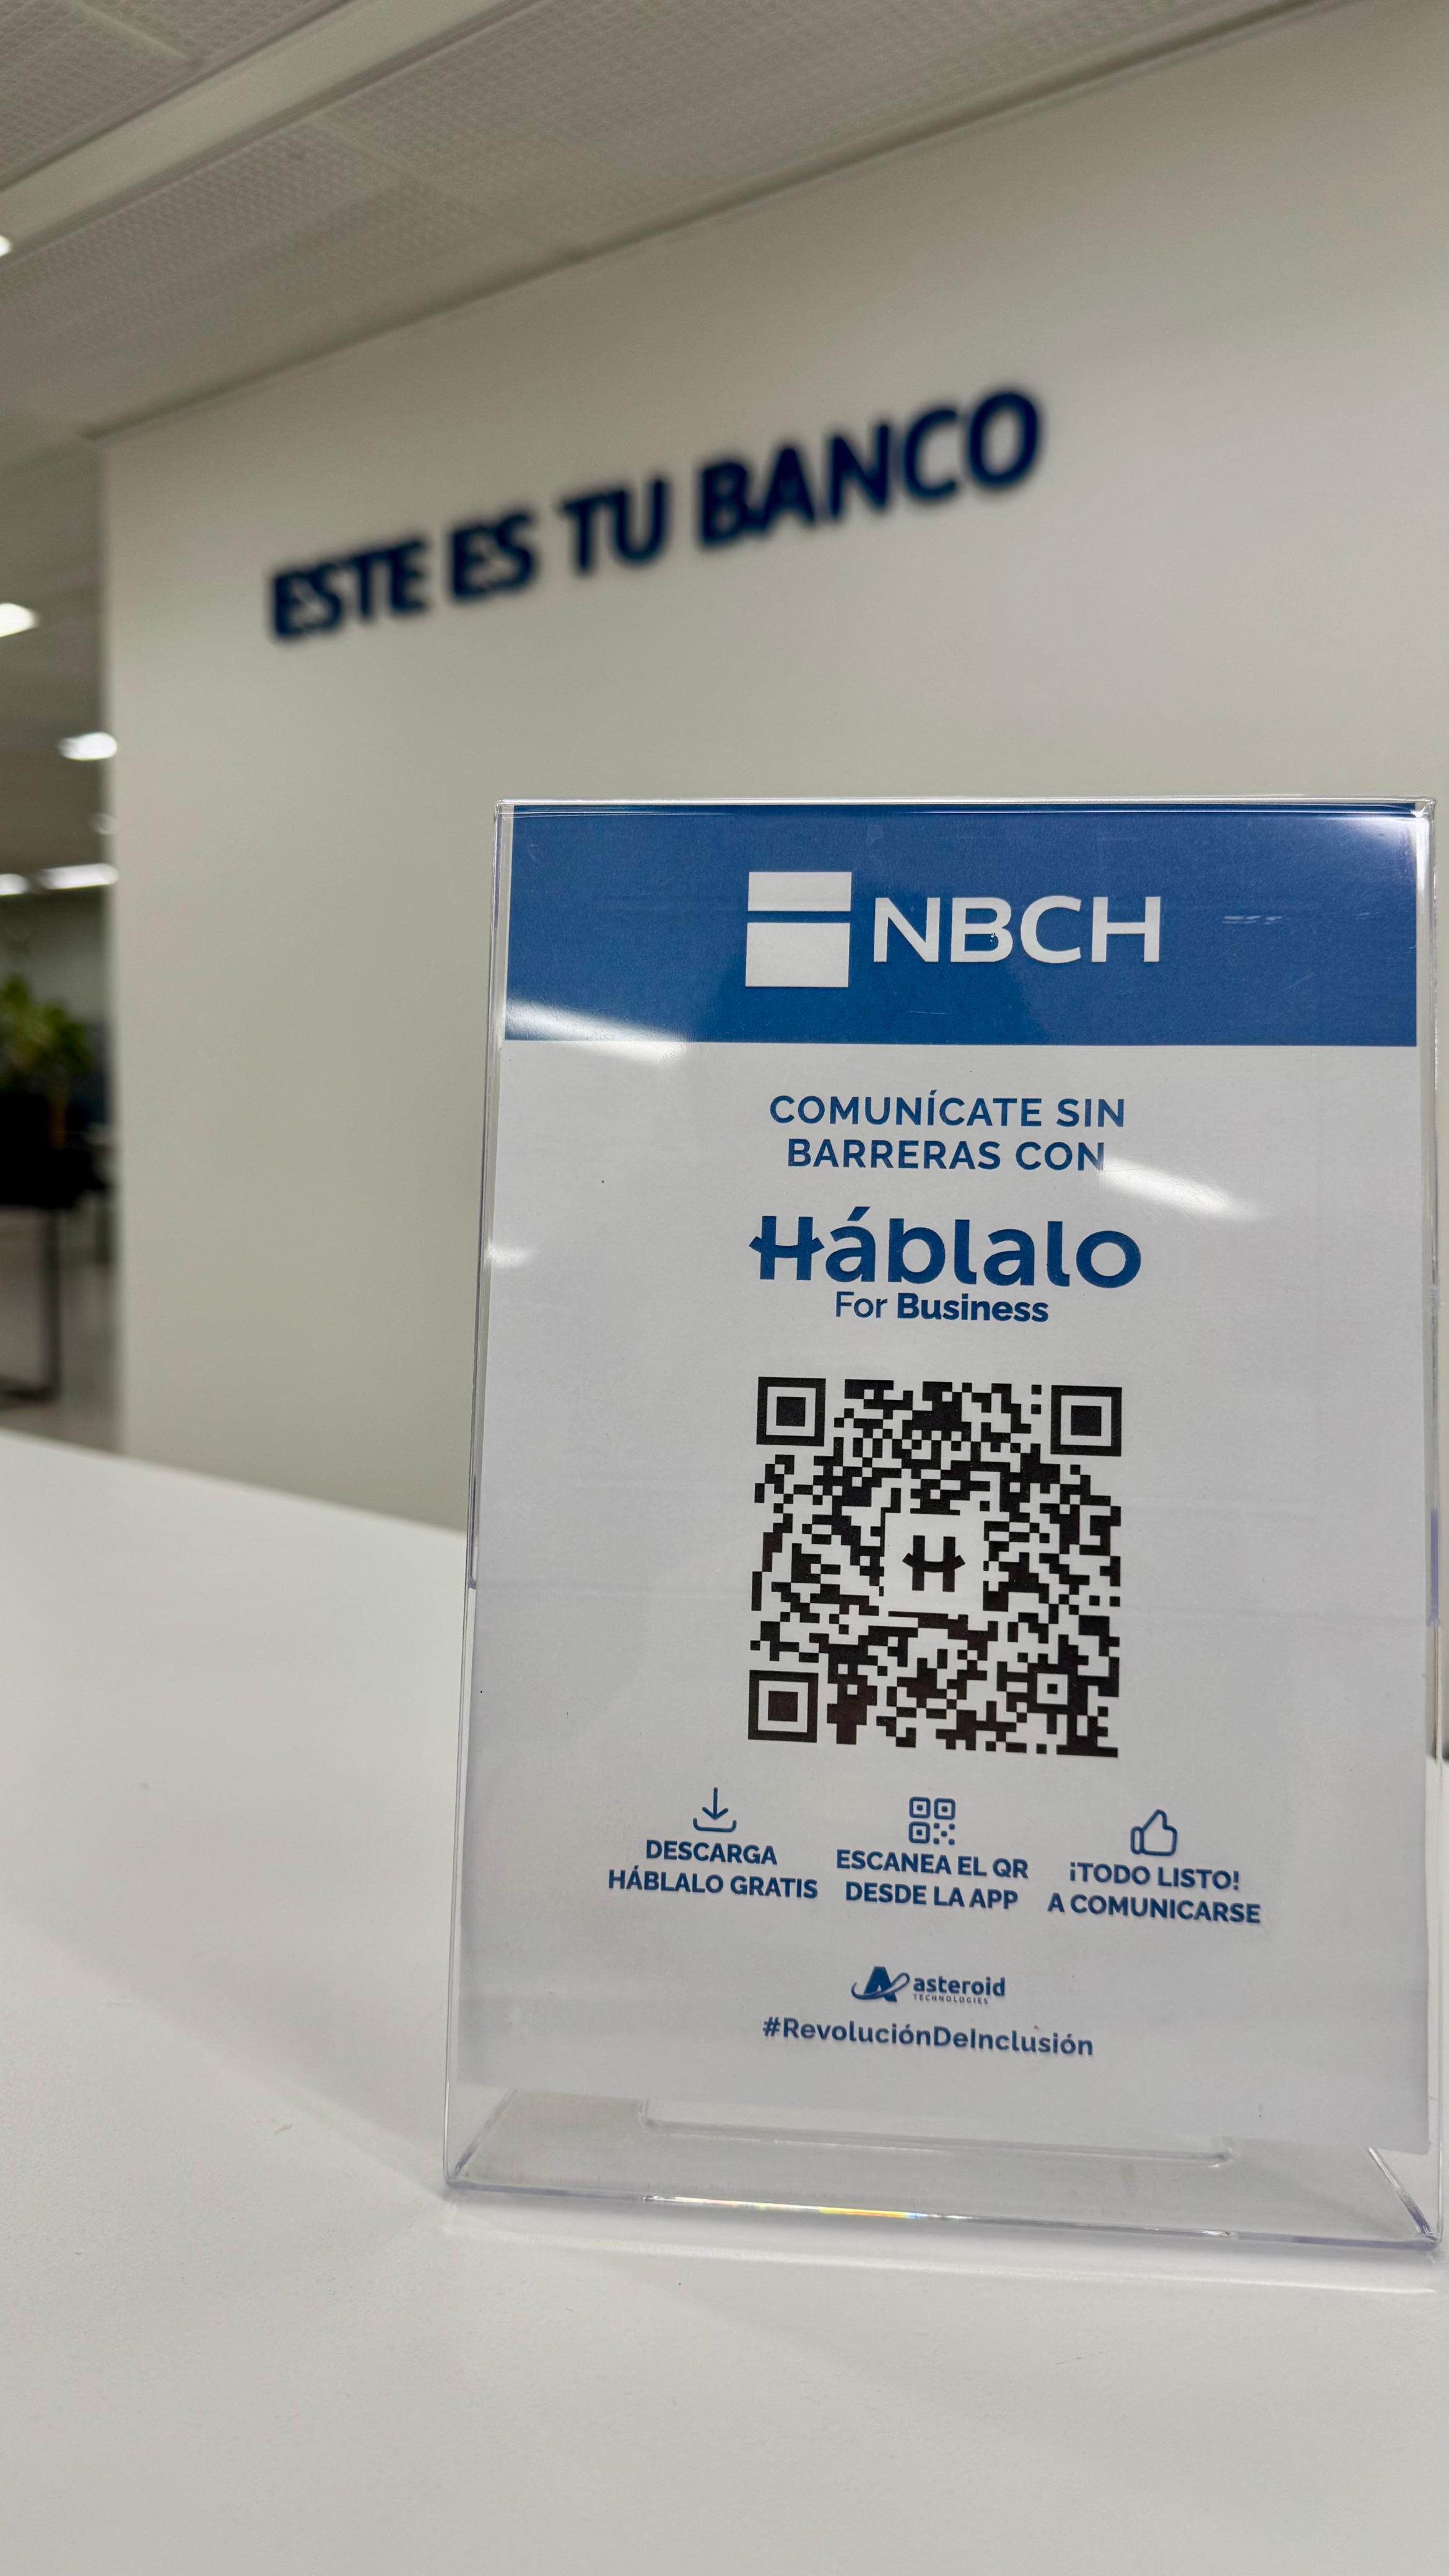 ESTE ES TU BANCO
NBCH
COMUNÍCATE SIN
BARRERAS CON
Háblalo
For Business
H
DESCARGA
HÁBLALO GRATIS
ESCANEA EL QR
DESDE LA APP
¡TODO LISTO!
A COMUNICARSE
asteroid
TECHNOLOGIES
#RevoluciónDeInclusión